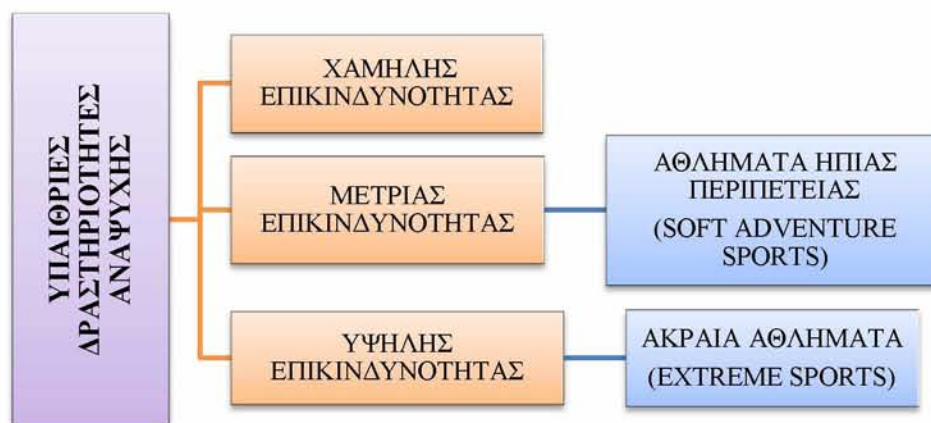 ΥΠΑΙΘΡΙΕΣ
ΔΡΑΣΤΗΡΙΟΤΗΤΕΣ
ΑΝΑΨΥΧΗΣ
ΧΑΜΗΛΗΣ
ΕΠΙΚΙΝΔΥΝΟΤΗΤΑΣ
ΜΕΤΡΙΑΣ
ΕΠΙΚΙΝΔΥΝΟΤΗΤΑΣ
ΑΘΛΗΜΑΤΑ ΗΠΙΑΣ
ΠΕΡΙΠΕΤΕΙΑΣ
(SOFT ADVENTURE
SPORTS)
ΥΨΗΛΗΣ
ΕΠΙΚΙΝΔΥΝΟΤΗΤΑΣ
ΑΚΡΑΙΑ ΑΘΛΗΜΑΤΑ
(EXTREME SPORTS)